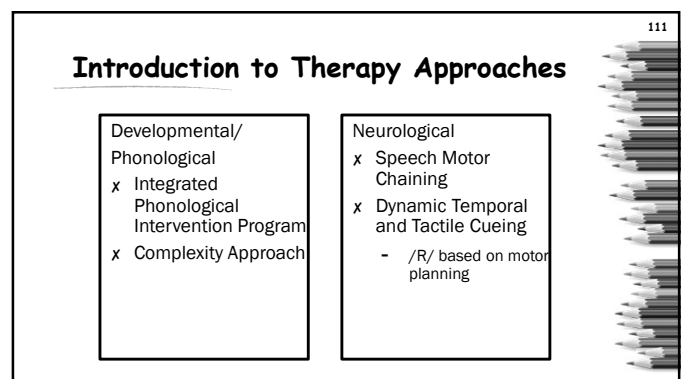 111
Introduction to Therapy Approaches
Developmental/
Phonological
✗ Integrated
Phonological
Intervention Program
✗ Complexity Approach
Neurological
✗ Speech Motor
Chaining
✗ Dynamic Temporal
and Tactile Cueing
- /R/ based on motor
planning